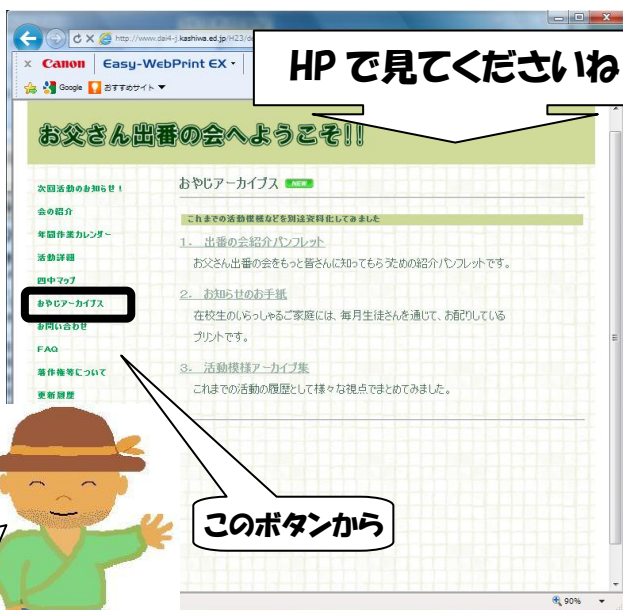 http://www.dai4-j.kashiwa.ed.jp/H23/
HPで見てくださいね
x Canon Easy-WebPrint EX
Google おすすめサイト ▼
お父さん出番の会へようこそ!!
次回活動のお知らせ!
会の紹介
年間作業カレンダー
活動詳細
四中マップ
おやじアーカイブス
お問い合わせ
FAQ
著作権等について
更新履歴
おやじアーカイブス NEW
これまでの活動模様などを別途資料化してみました
1. 出番の会紹介パンフレット
お父さん出番の会をもっと皆さんに知ってもらうための紹介パンフレットです。
2. お知らせのお手紙
在校生のいらっしゃるご家庭には、毎月生徒さんを通じて、お配りしている
プリントです。
3. 活動模様アーカイブ集
これまでの活動の履歴として様々な視点でまとめてみました。
このボタンから
90%